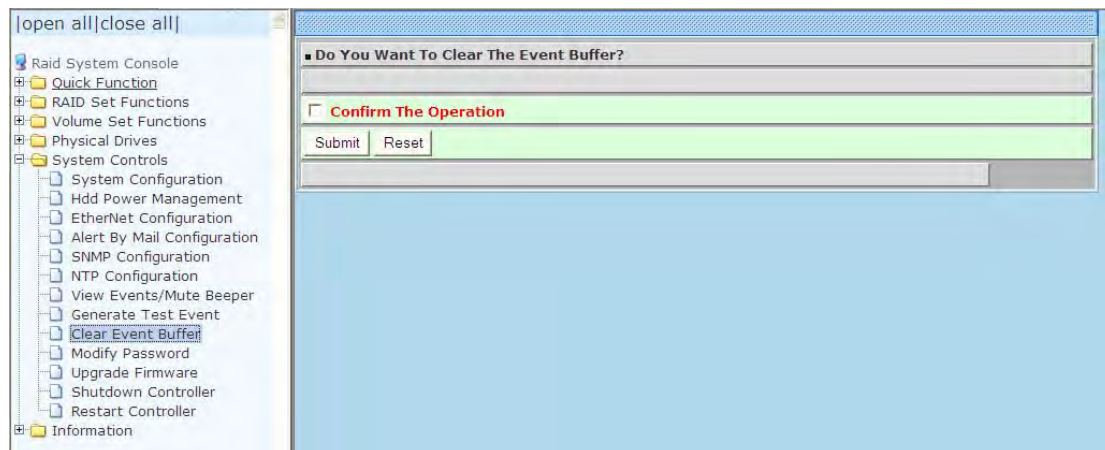 |open all|close all|
Raid System Console
Quick Function
RAID Set Functions
Volume Set Functions
Physical Drives
System Controls
System Configuration
Hdd Power Management
EtherNet Configuration
Alert By Mail Configuration
SNMP Configuration
NTP Configuration
View Events/Mute Beeper
Generate Test Event
Clear Event Buffer
Modify Password
Upgrade Firmware
Shutdown Controller
Restart Controller
Information
Do You Want To Clear The Event Buffer?
Confirm The Operation
Submit Reset